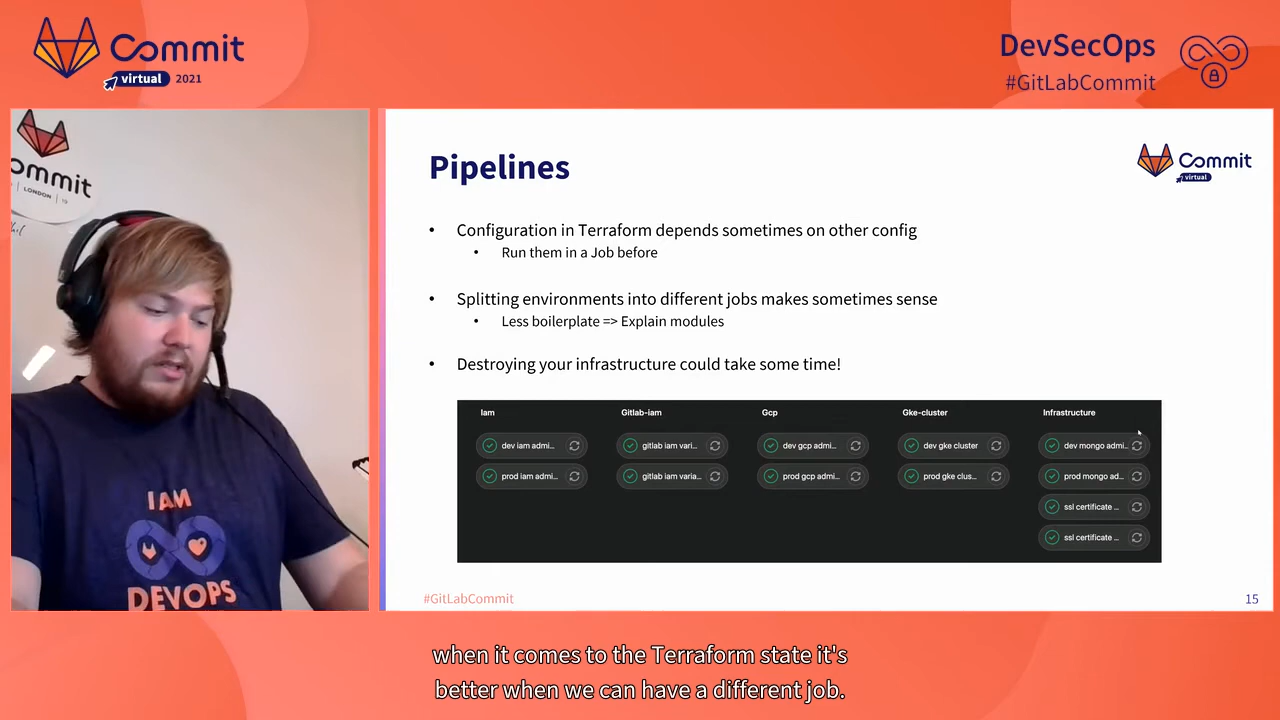 Commit
virtual 2021
DevSecOps
#GitLabCommit
ommit
LONDON | 19
I AM
DEVOPS
Pipelines
Commit
virtual
• Configuration in Terraform depends sometimes on other config
• Run them in a Job before
• Splitting environments into different jobs makes sometimes sense
• Less boilerplate => Explain modules
• Destroying your infrastructure could take some time!
Iam Gitlab-iam Gcp Gke-cluster Infrastructure
dev iam admi... gitlab iam vari... dev gcp admi... dev gke cluster dev mongo admi...
prod iam admi... gitlab iam varia... prod gcp admi... prod gke clus... prod mongo ad...
ssl certificate ...
ssl certificate ...
#GitLabCommit
15
when it comes to the Terraform state it's
better when we can have a different job.